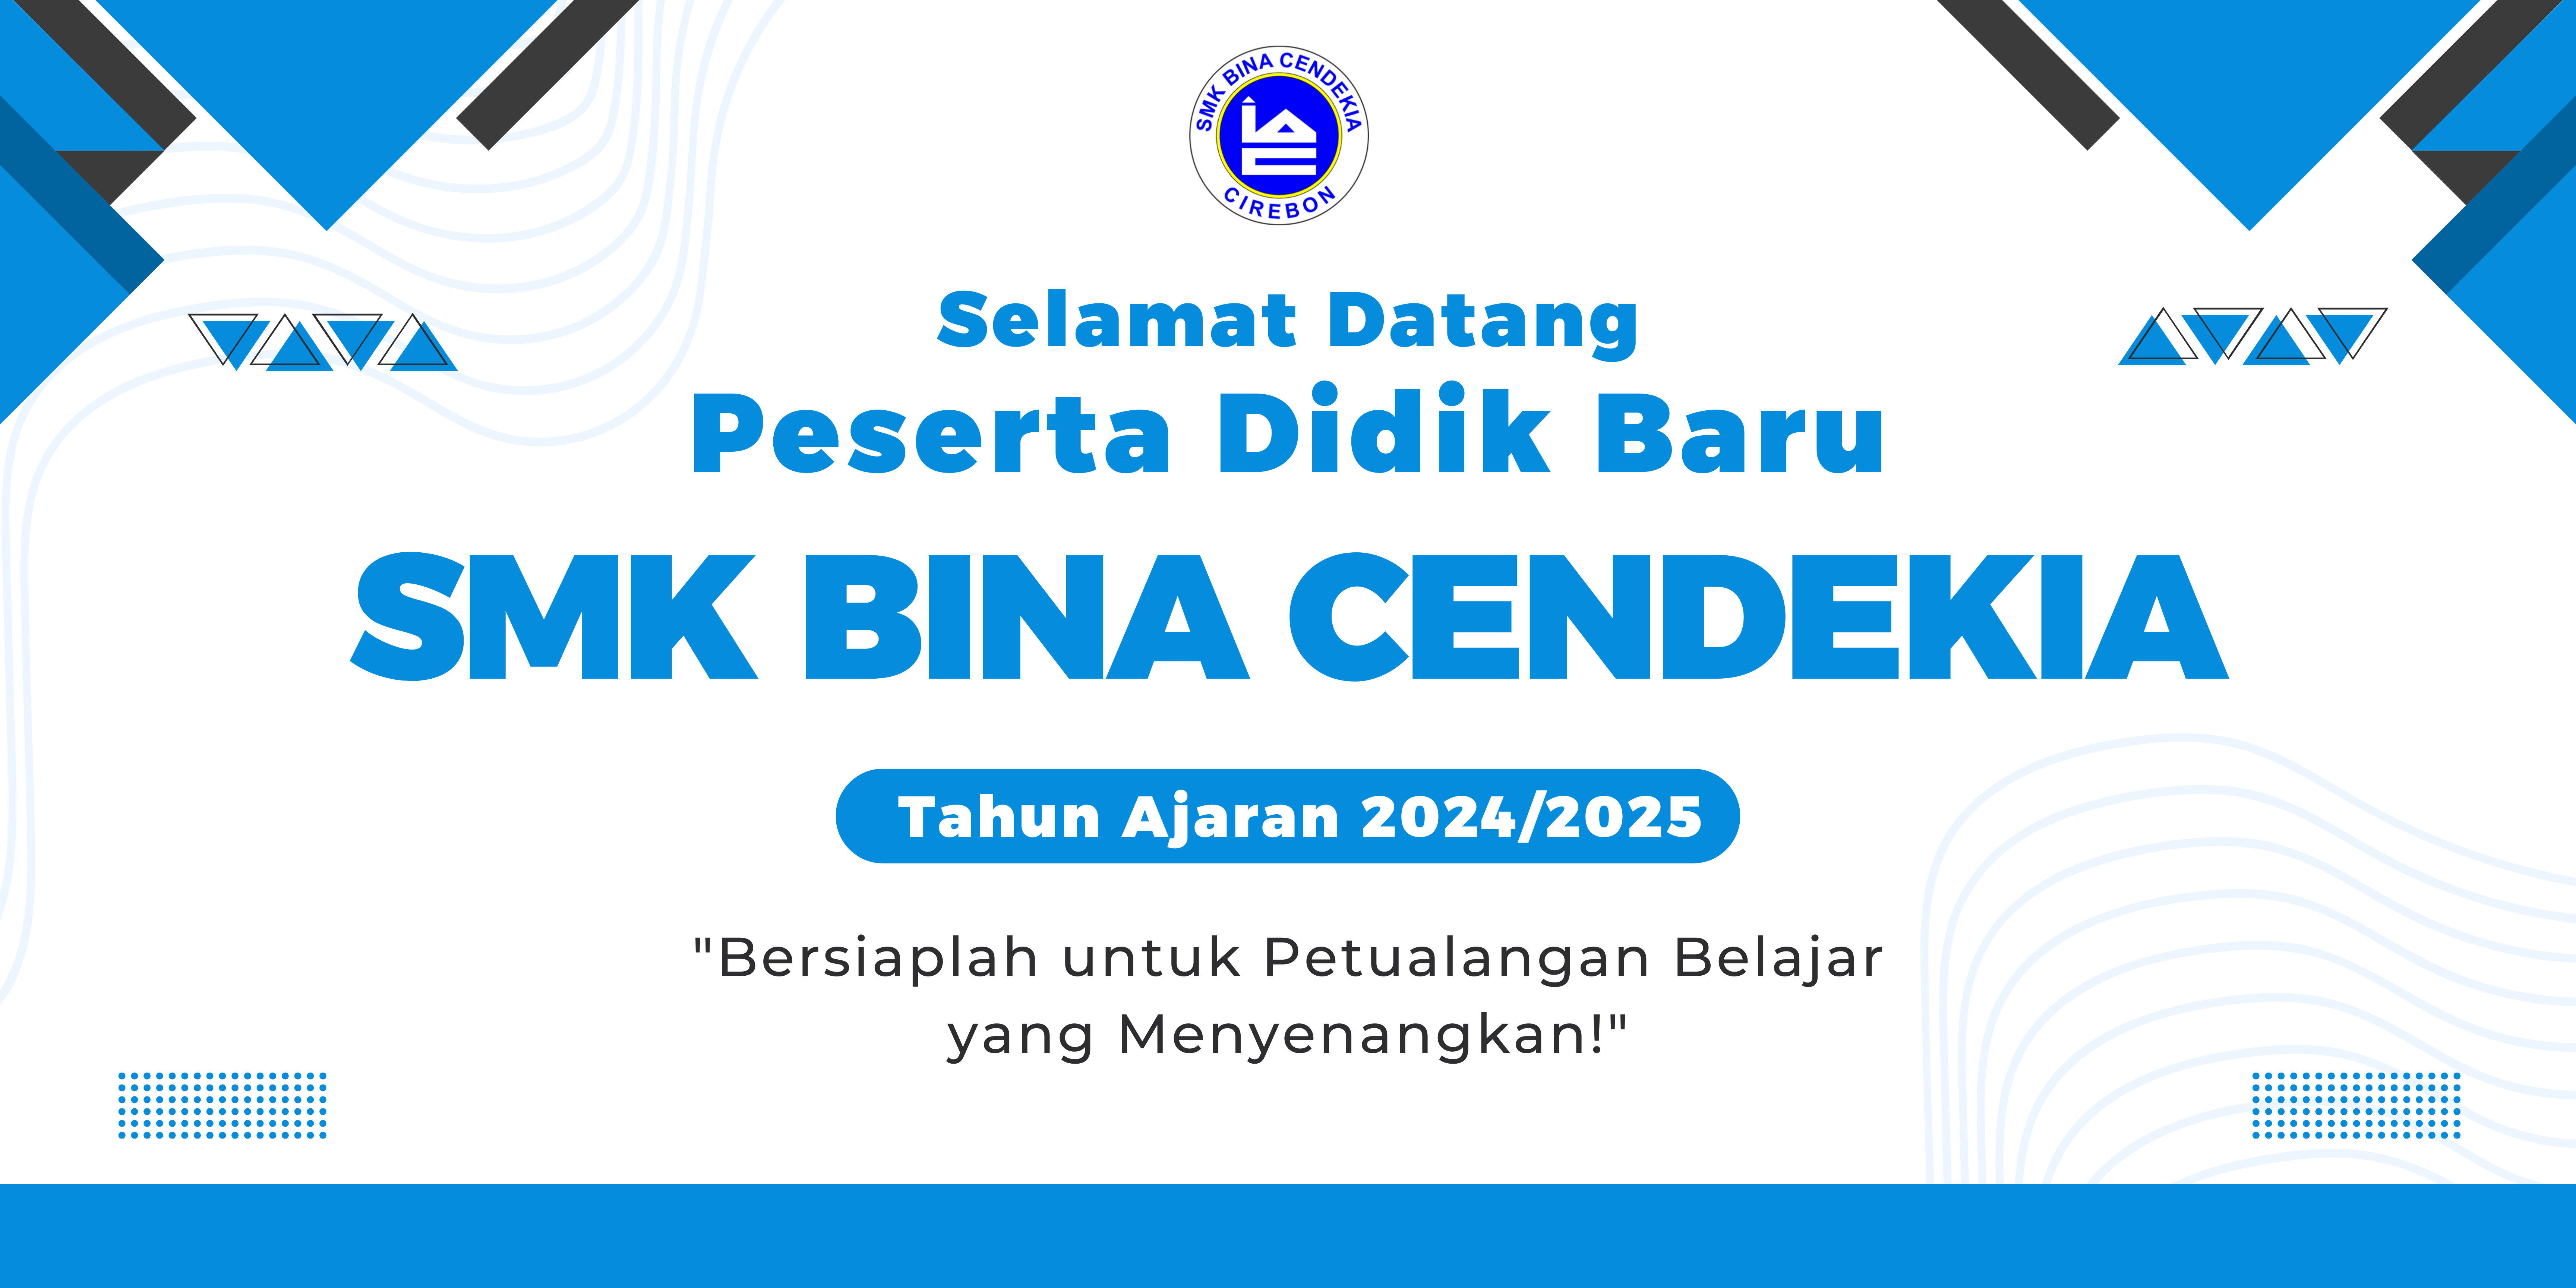 SMK BINA CENDEKIA
CIREBON
Selamat Datang
Peserta Didik Baru
SMK BINA CENDEKIA
Tahun Ajaran 2024/2025
"Bersiaplah untuk Petualangan Belajar
yang Menyenangkan!"